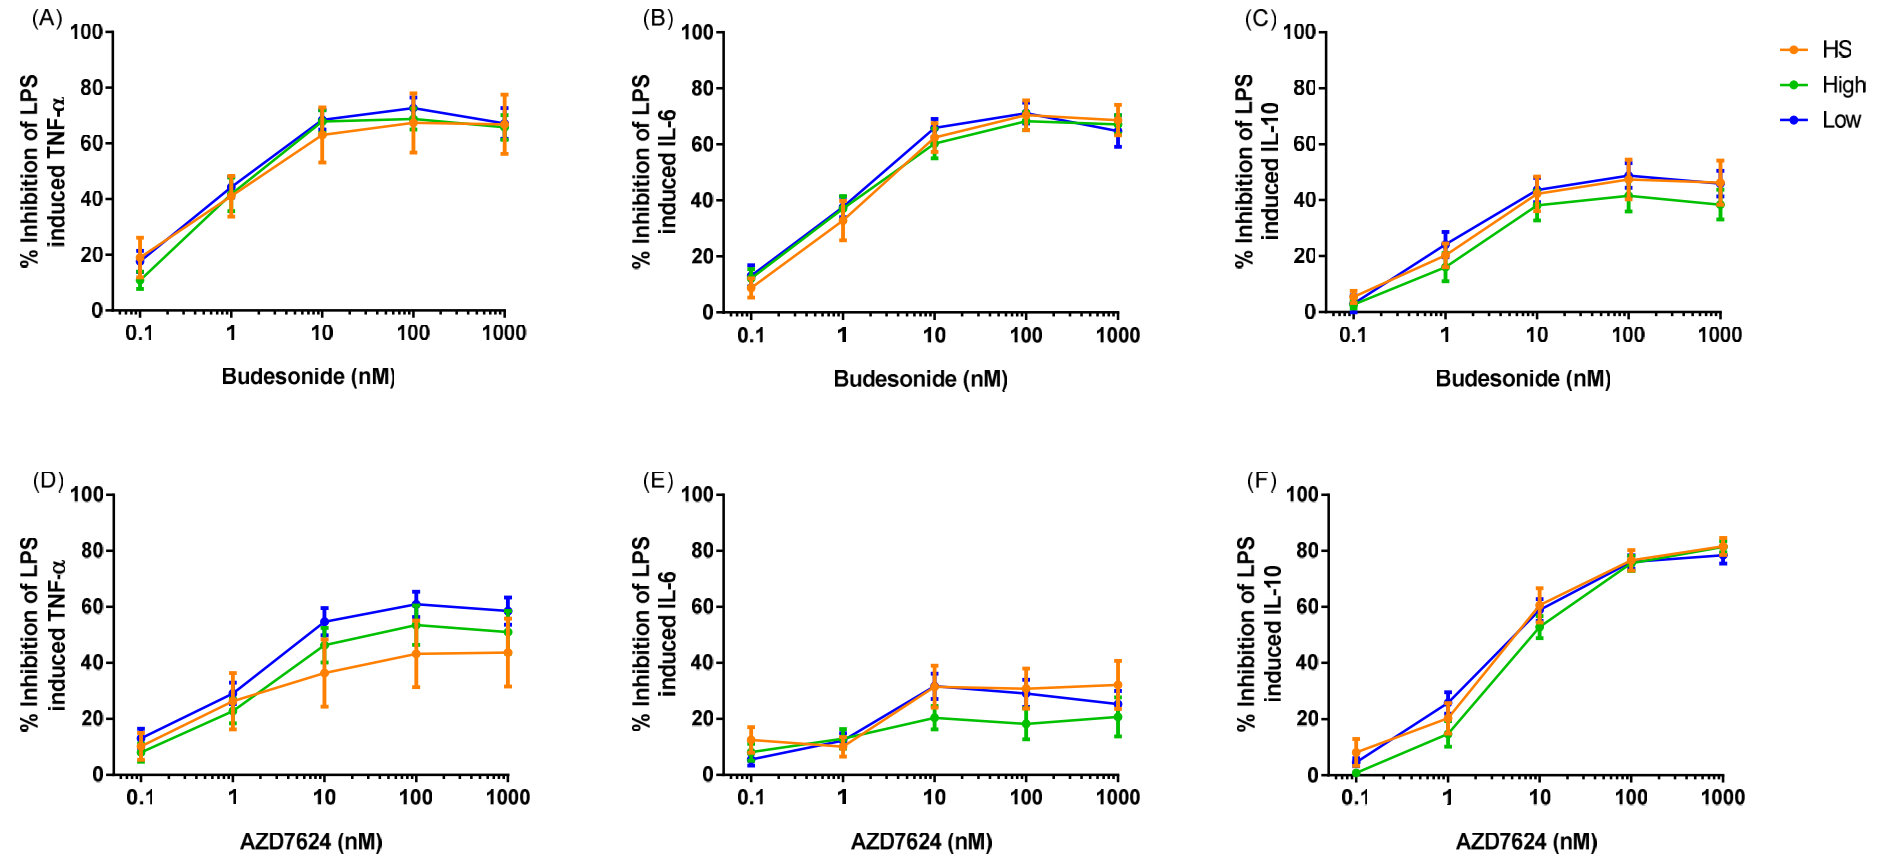 (A)
% Inhibition of LPS
induced TNF-α
100
80
60
40
20
0
0.1 1 10 100 1000
Budesonide (nM)
(B)
% Inhibition of LPS
induced IL-6
100
80
60
40
20
0
0.1 1 10 100 1000
Budesonide (nM)
(C)
% Inhibition of LPS
induced IL-10
100
80
60
40
20
0
0.1 1 10 100 1000
Budesonide (nM)
HS
High
Low
(D)
% Inhibition of LPS
induced TNF-α
100
80
60
40
20
0
0.1 1 10 100 1000
AZD7624 (nM)
(E)
% Inhibition of LPS
induced IL-6
100
80
60
40
20
0
0.1 1 10 100 1000
AZD7624 (nM)
(F)
% Inhibition of LPS
induced IL-10
100
80
60
40
20
0
0.1 1 10 100 1000
AZD7624 (nM)